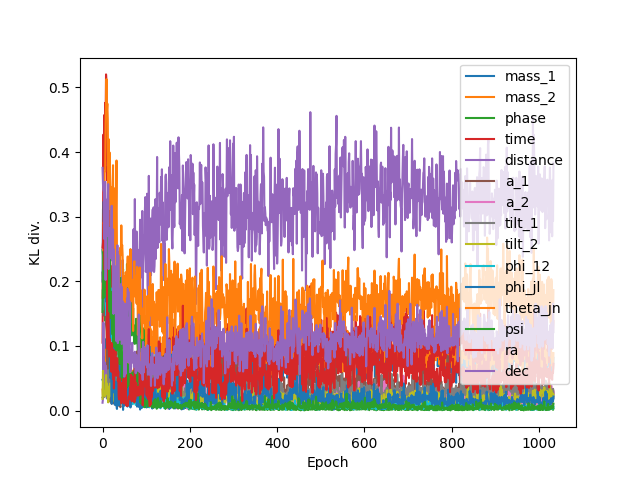 0.5
0.4
0.3
0.2
0.1
0.0
KL div.
0
200
400
600
800
1000
Epoch
mass_1
mass_2
phase
time
distance
a_1
a_2
tilt_1
tilt_2
phi_12
phi_jl
theta_jn
psi
ra
dec